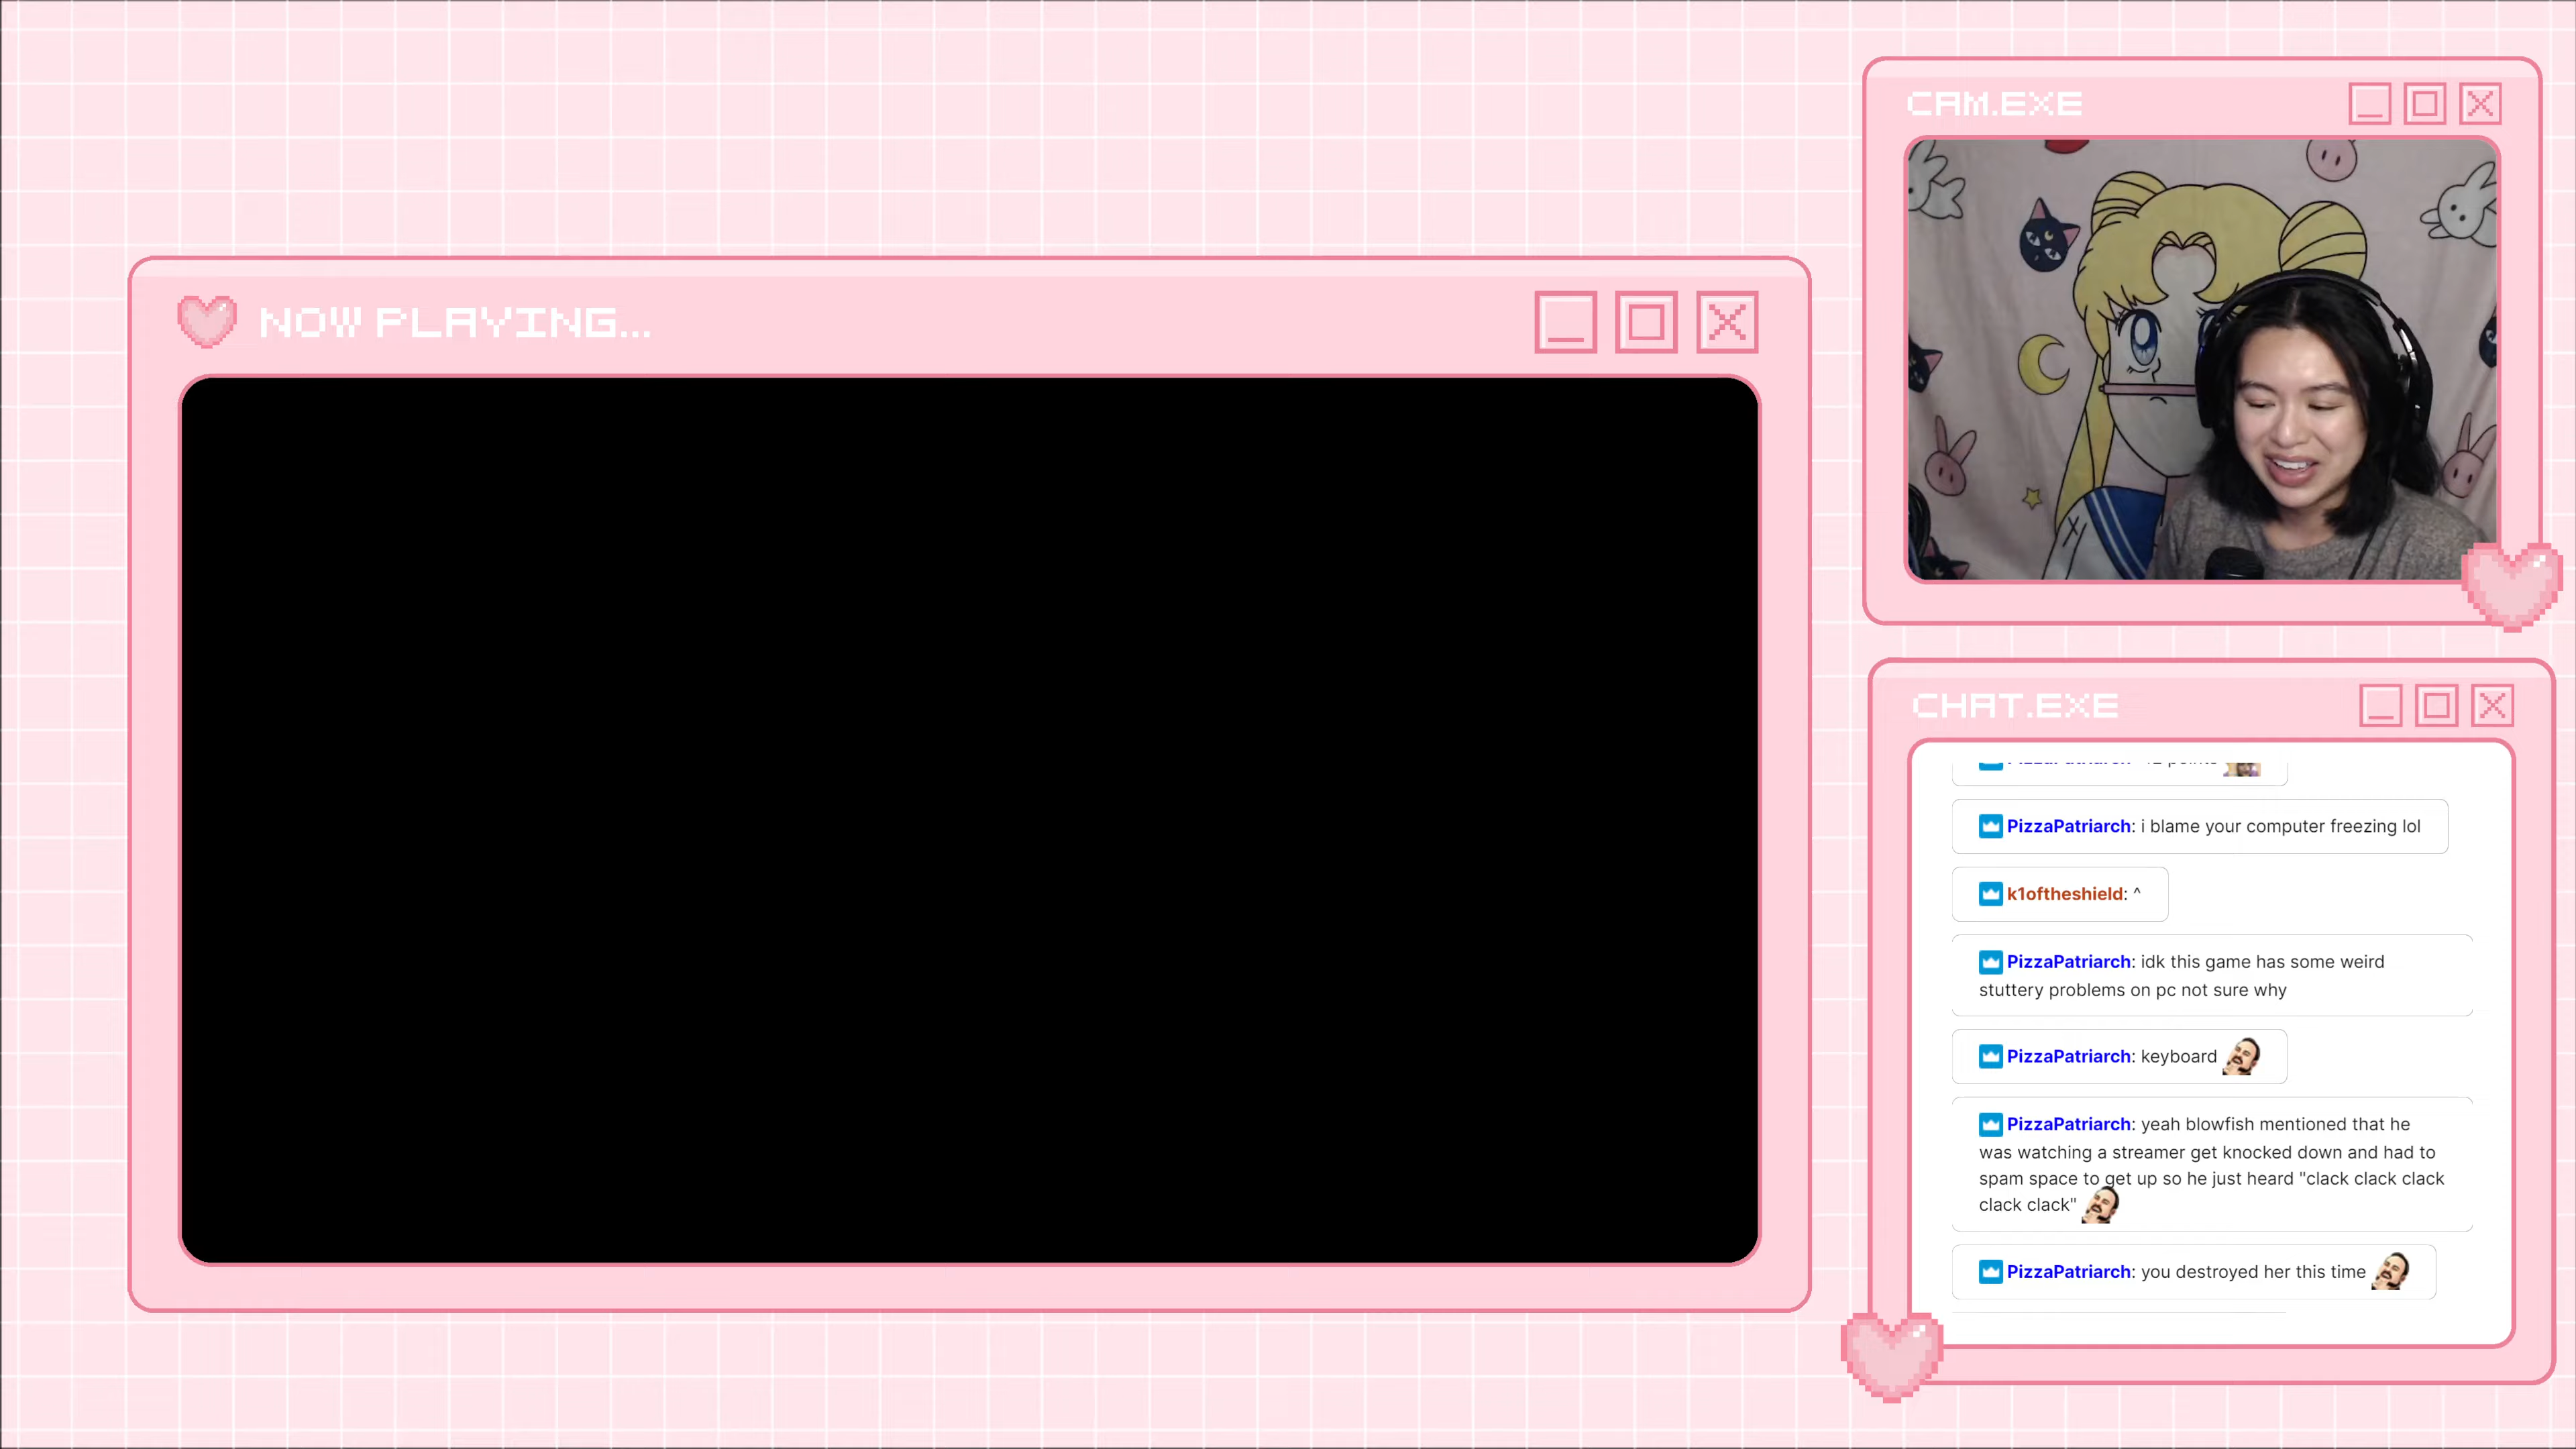 NOW PLAYING...
CAM.EXE
CHAT.EXE
PizzaPatriarch: i blame your computer freezing lol
k1oftheshield: ^
PizzaPatriarch: idk this game has some weird
stuttery problems on pc not sure why
PizzaPatriarch: keyboard
PizzaPatriarch: yeah blowfish mentioned that he
was watching a streamer get knocked down and had to
spam space to get up so he just heard "clack clack clack
clack clack"
PizzaPatriarch: you destroyed her this time